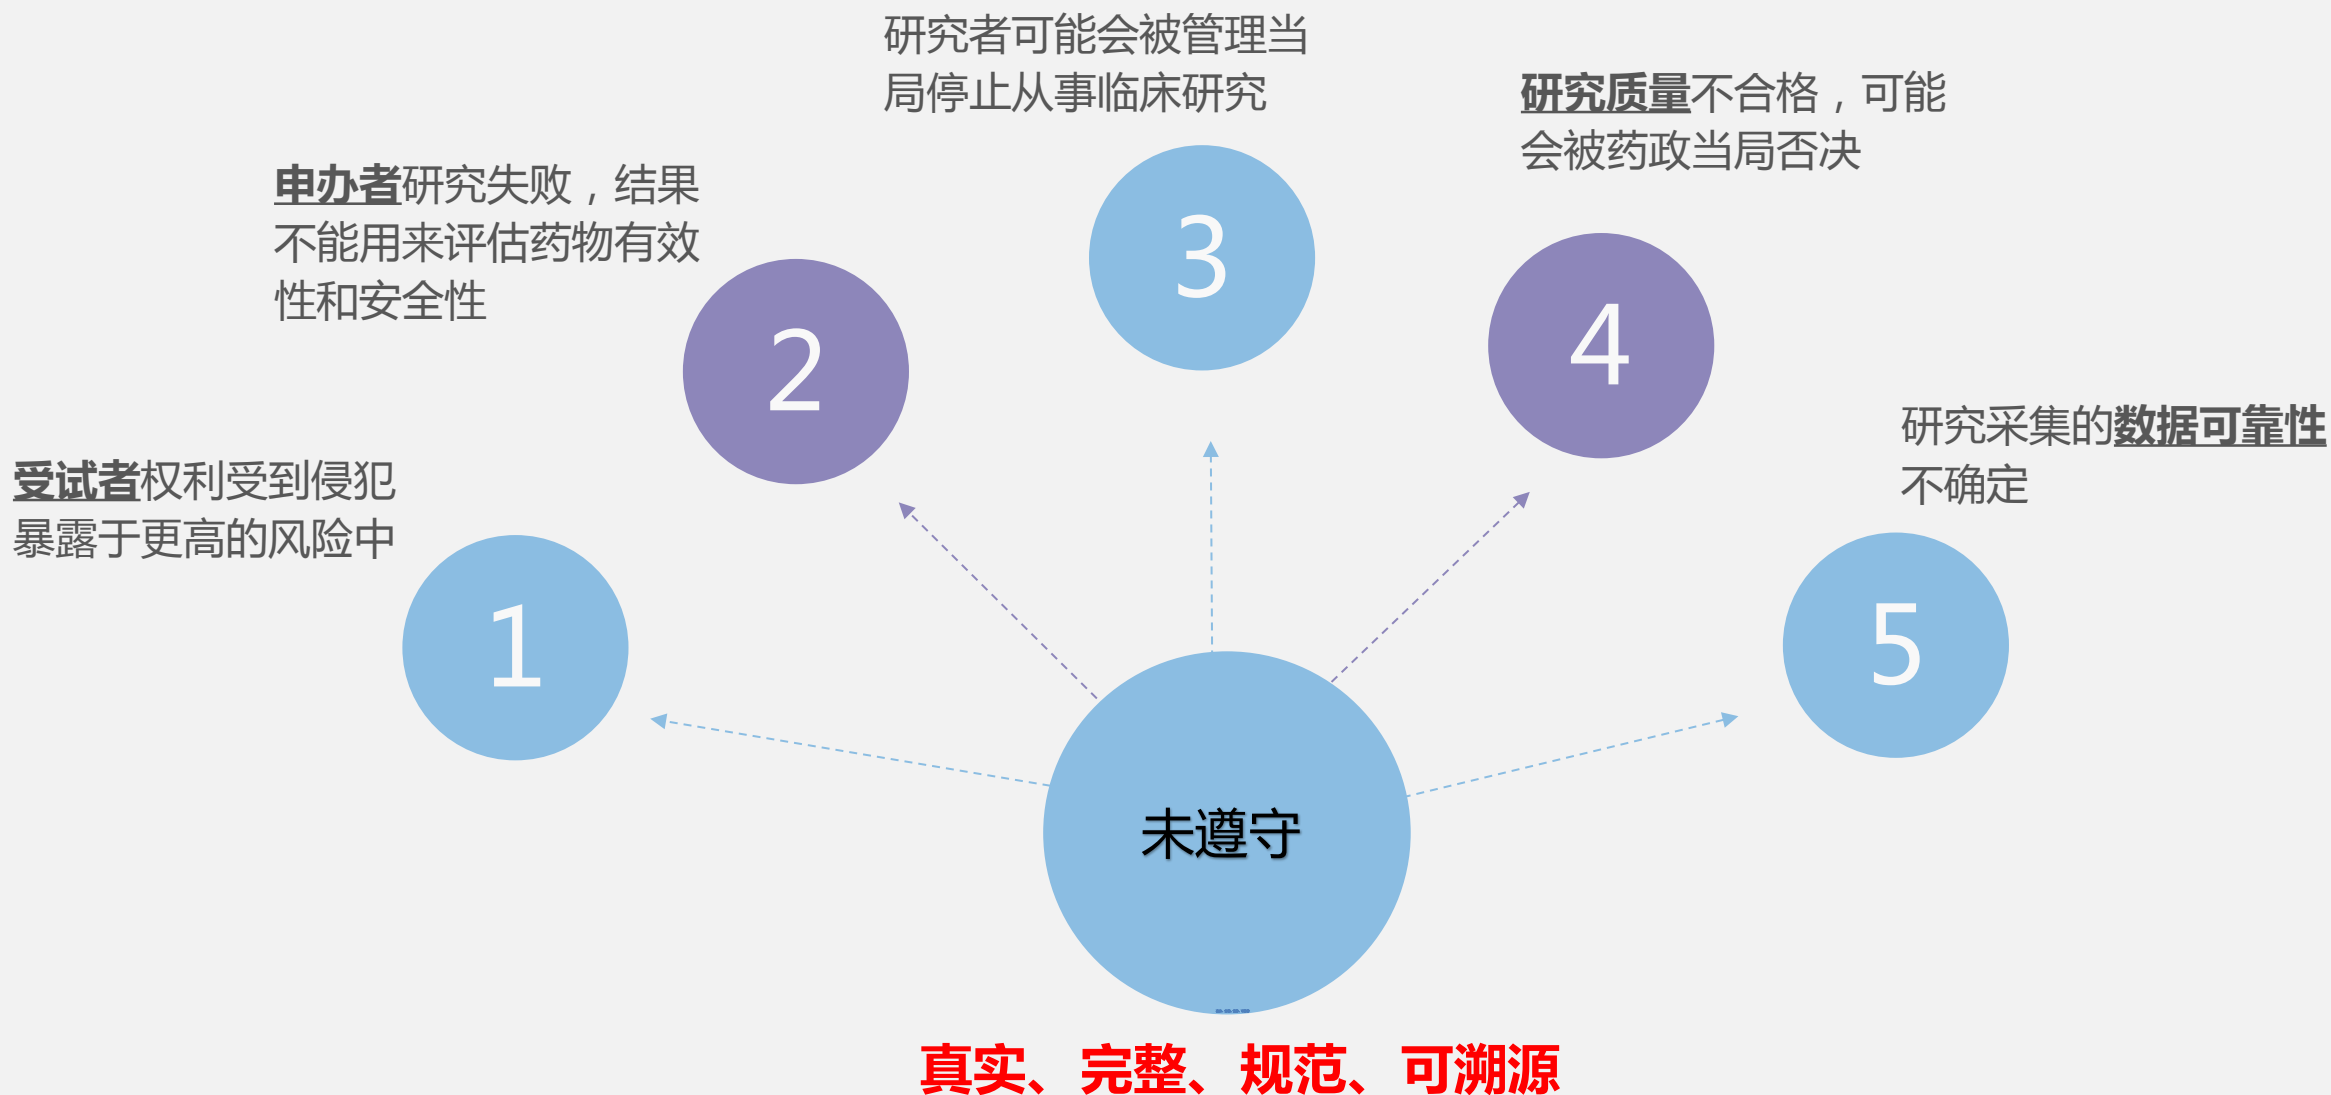 受试者权利受到侵犯
暴露于更高的风险中
1
申办者研究失败，结果
不能用来评估药物有效
性和安全性
2
研究者可能会被管理当
局停止从事临床研究
3
研究质量不合格，可能
会被药政当局否决
4
研究采集的数据可靠性
不确定
5
未遵守
真实、完整、规范、可溯源